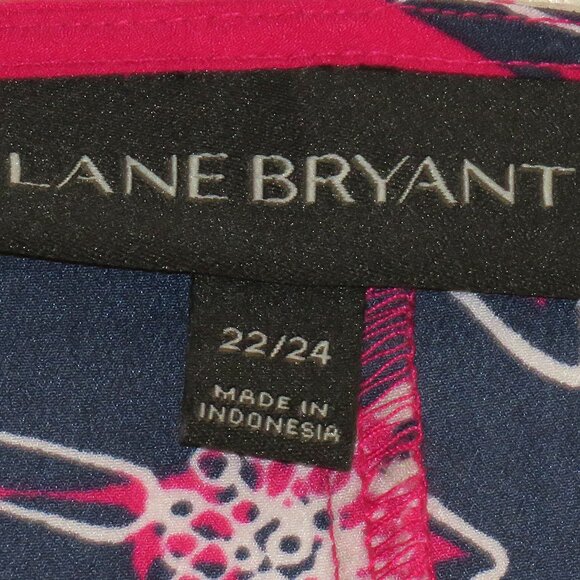 LANE BRYANT
22/24
MADE IN
INDONESIA